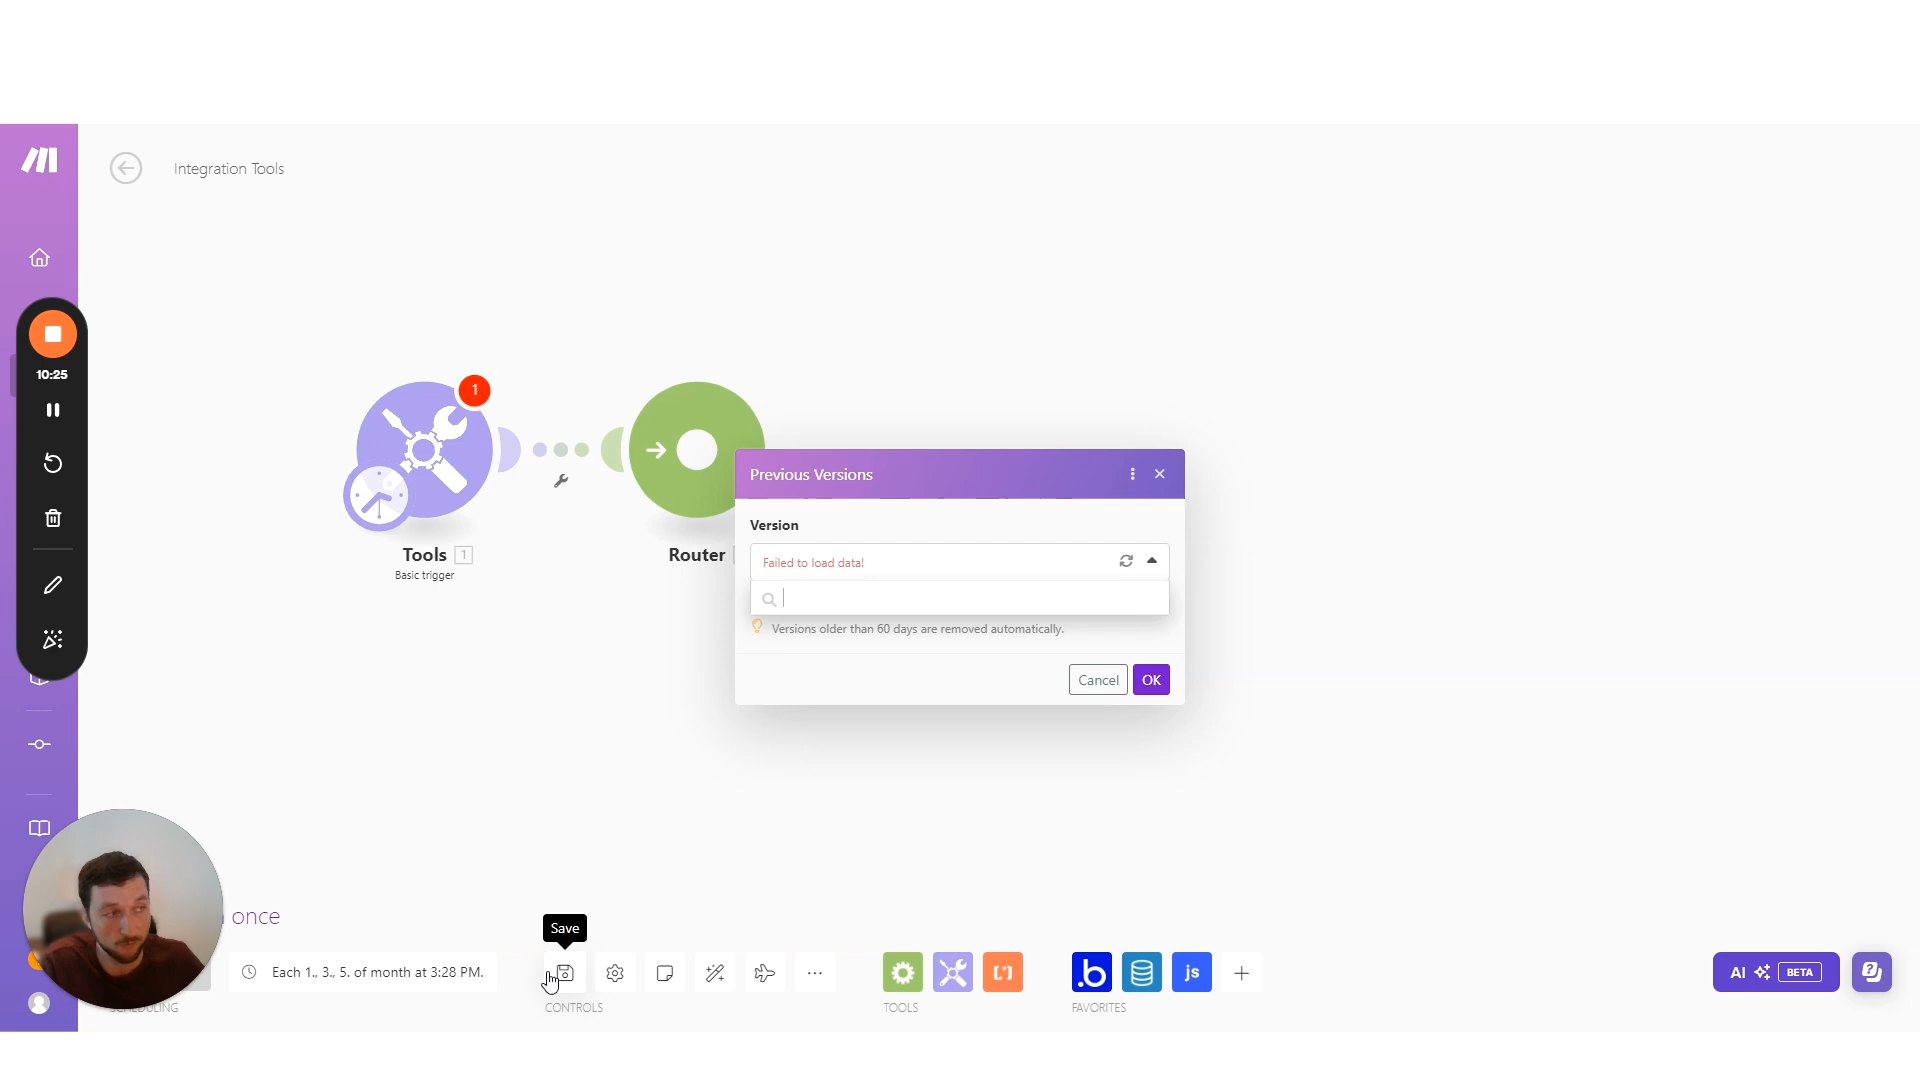 Integration Tools
10:25
1
Tools 1
Basic trigger
Router
Previous Versions
Version
Failed to load data!
Versions older than 60 days are removed automatically.
Cancel
OK
once
Save
Each 1., 3., 5. of month at 3:28 PM.
SCHEDULING
CONTROLS
TOOLS
js
FAVORITES
AI BETA